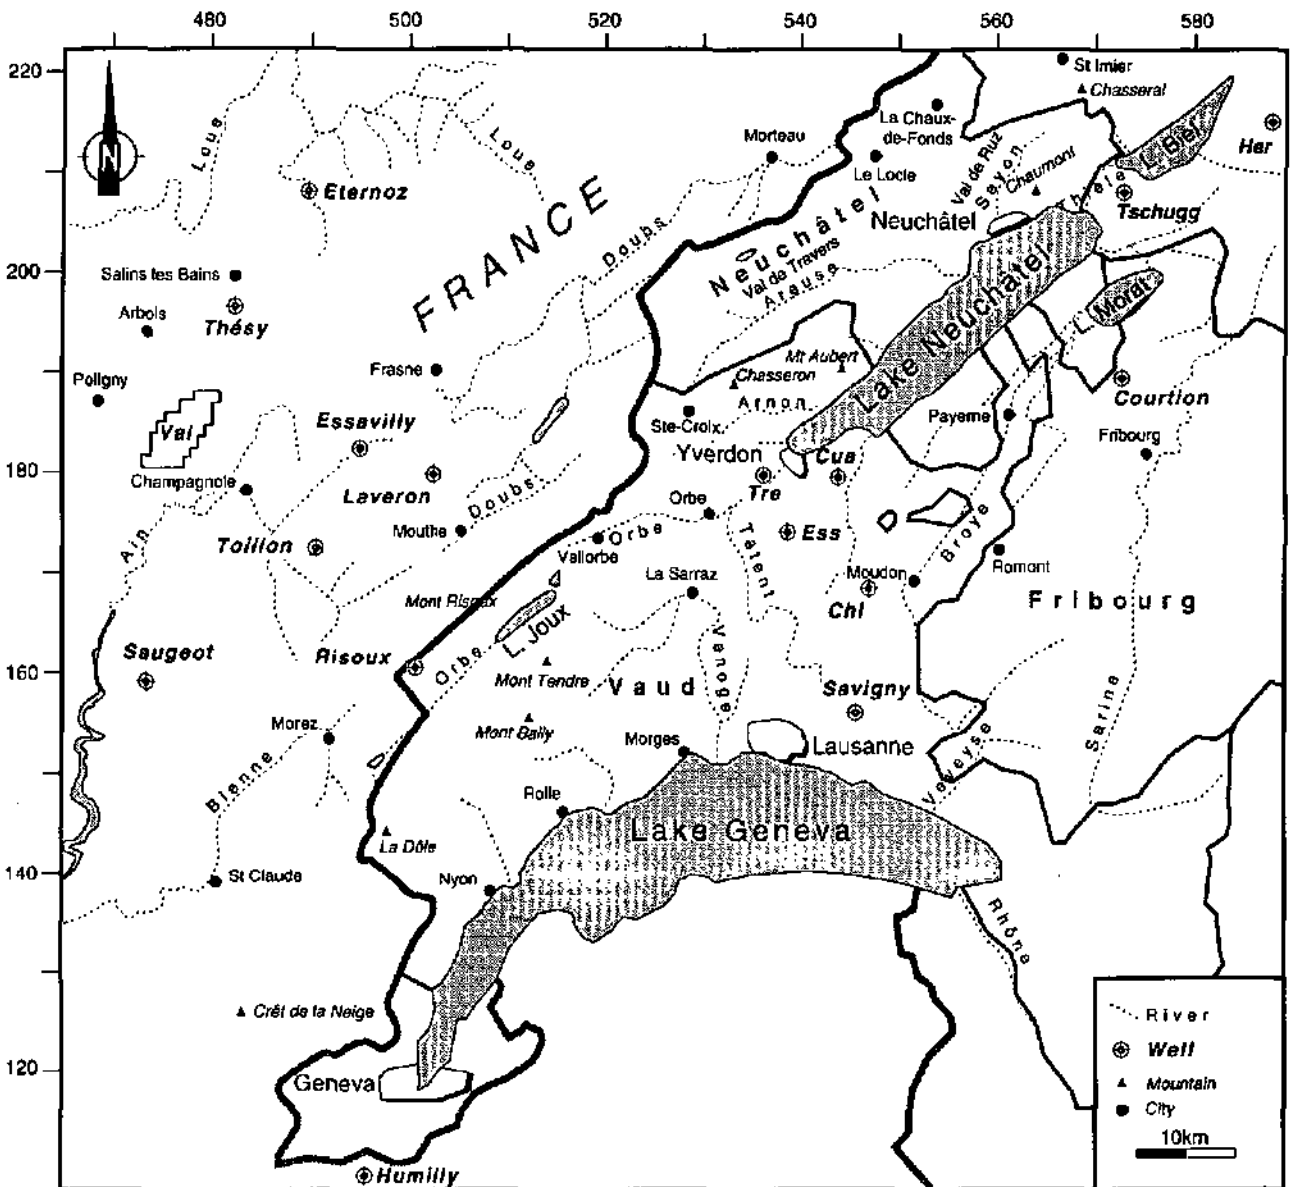 480 500 520 540 560 580
220
200
180
160
140
120
N
Loue
Loue
Eternoz
FRANCE
Morteau
Doubs
La Chaux-
de-Fonds
Le Locle
St Imier
Chasseral
L. Biel
Her
Val de Ruz
Seyon
Chaumont
Thièle
Tschugg
Neuchâtel
Neuchâtel
Val de Travers
Areuse
Lake Neuchâtel
L. Morat
Salins les Bains
Thésy
Arbois
Poligny
Val
Frasne
Mt Aubert
Chasseron
Arnon
Ste-Croix
Payerne
Courtion
Fribourg
Essavilly
Laveron
Champagnole
Ain
Toillon
Mouthe
Doubs
Yverdon
Cua
Tre
Orbe
Orbe
Vallorbe
Ess
Talent
Broye
Moudon
Romont
Chl
Fribourg
La Sarraz
Mont Risoux
L. Joux
Orbe
Risoux
Saugeot
Mont Tendre
Mont Bally
Vaud
Venoge
Savigny
Morez
Bienne
Morges
Lausanne
Veveyse
Sarine
Rolle
Lake Geneva
La Dôle
St Claude
Nyon
Rhône
Crêt de la Neige
Geneva
Humilly
River
Well
Mountain
City
10km